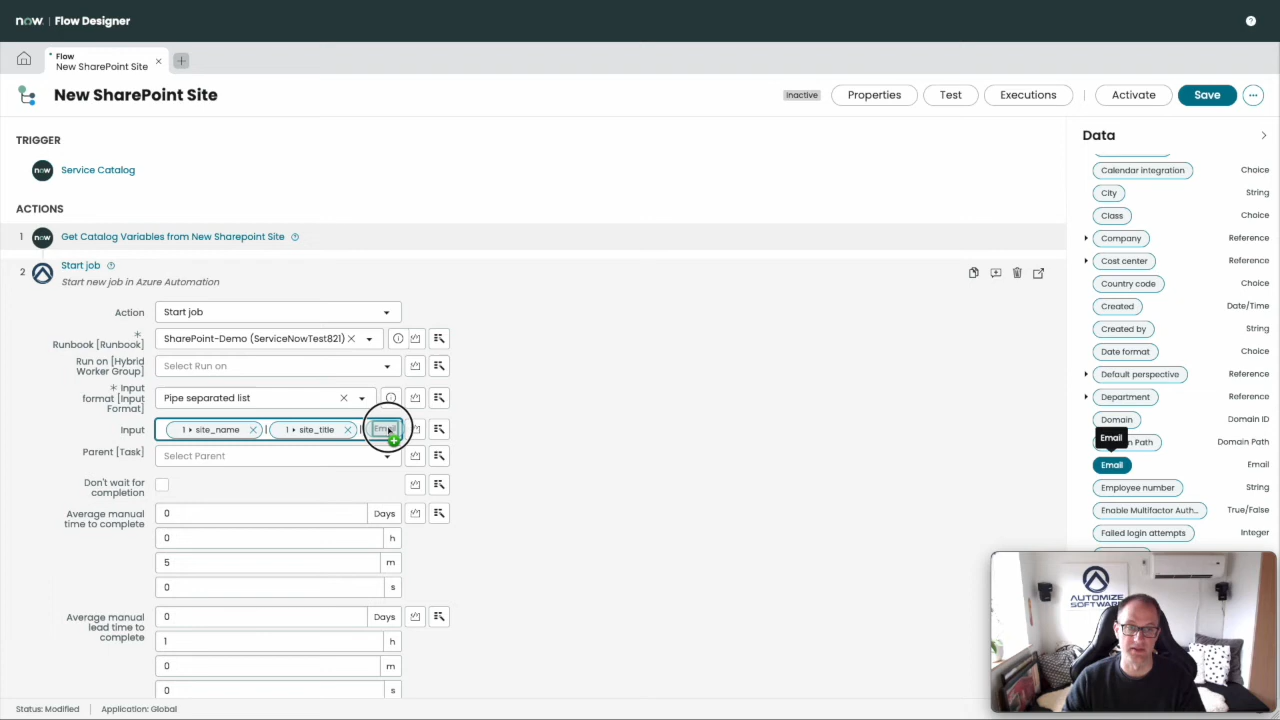 now. | Flow Designer
Flow
New SharePoint Site
New SharePoint Site
Inactive
Properties
Test
Executions
Activate
Save
TRIGGER
now
Service Catalog
ACTIONS
1
now
Get Catalog Variables from New Sharepoint Site
2
Start job
Start new job in Azure Automation
Action
Start job
* Runbook [Runbook]
SharePoint-Demo (ServiceNowTest821)
Run on [Hybrid
Worker Group]
Select Run on
* Input
format [Input
Format]
Pipe separated list
Input
1 ▸ site_name
|
1 ▸ site_title
|
Email
Parent [Task]
Select Parent
Don't wait for
completion
Average manual
time to complete
0
Days
0
h
5
m
0
s
Average manual
lead time to
complete
0
Days
1
h
0
m
0
s
Status: Modified
Application: Global
Data
Calendar integration
Choice
City
String
Class
Choice
Company
Reference
Cost center
Reference
Country code
Choice
Created
Date/Time
Created by
String
Date format
Choice
Default perspective
Reference
Department
Reference
Domain
Domain ID
Email
Path
Domain Path
Email
Email
Employee number
String
Enable Multifactor Auth...
True/False
Failed login attempts
Integer
AUTOMIZE
SOFTWARE